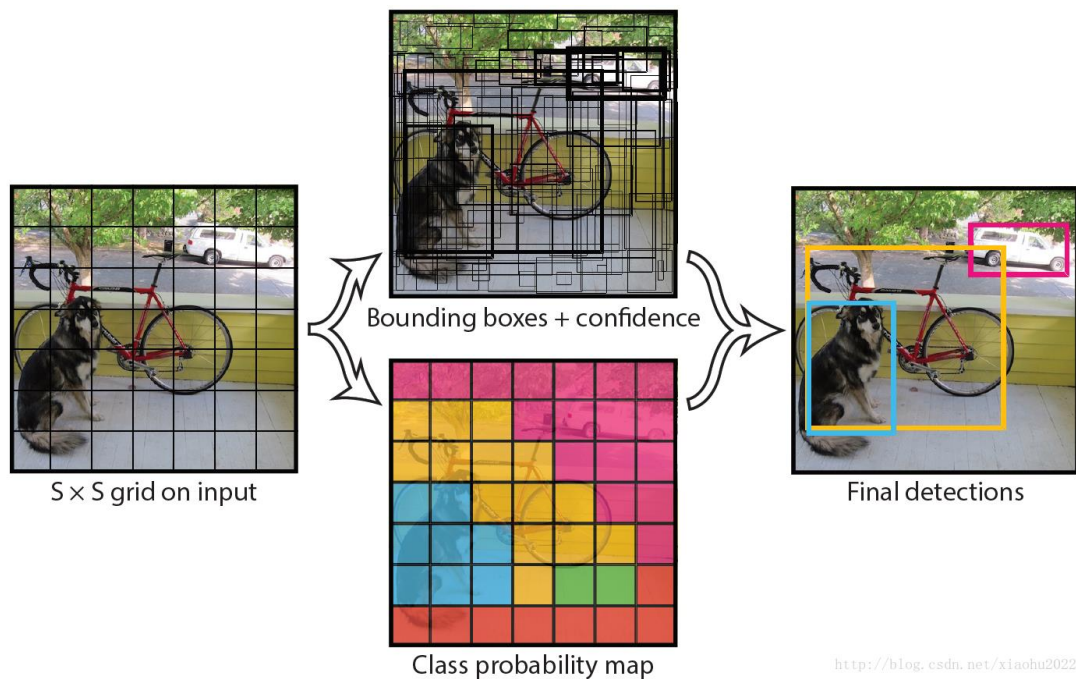 Bounding boxes + confidence
S × S grid on input
Final detections
Class probability map
http://blog.csdn.net/xiaohu2022